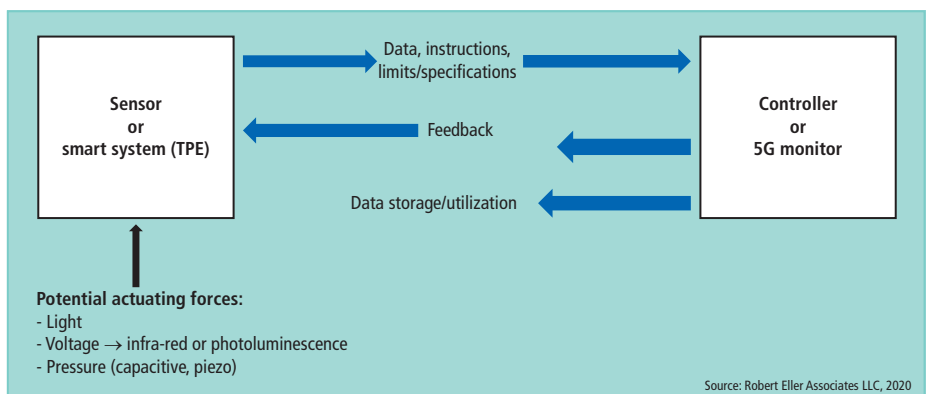 Sensor
or
smart system (TPE)
Data, instructions,
limits/specifications
Feedback
Data storage/utilization
Controller
or
5G monitor
Potential actuating forces:
- Light
- Voltage → infra-red or photoluminescence
- Pressure (capacitive, piezo)
Source: Robert Eller Associates LLC, 2020